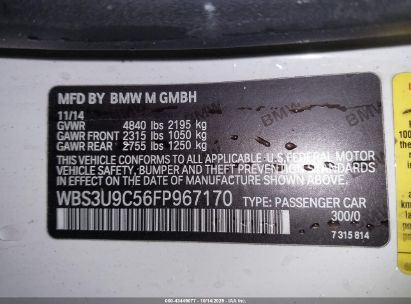 MFD BY BMW M GMBH
11/14
GVWR 4840 lbs 2195 kg
GAWR FRONT 2315 lbs 1050 kg
GAWR REAR 2755 lbs 1250 kg
THIS VEHICLE CONFORMS TO ALL APPLICABLE U.S. FEDERAL MOTOR
VEHICLE SAFETY, BUMPER AND THEFT PREVENTION STANDARDS
IN EFFECT ON THE DATE OF MANUFACTURE SHOWN ABOVE.
WBS3U9C56FP967170 TYPE: PASSENGER CAR
300/0
7 315 814
BMW